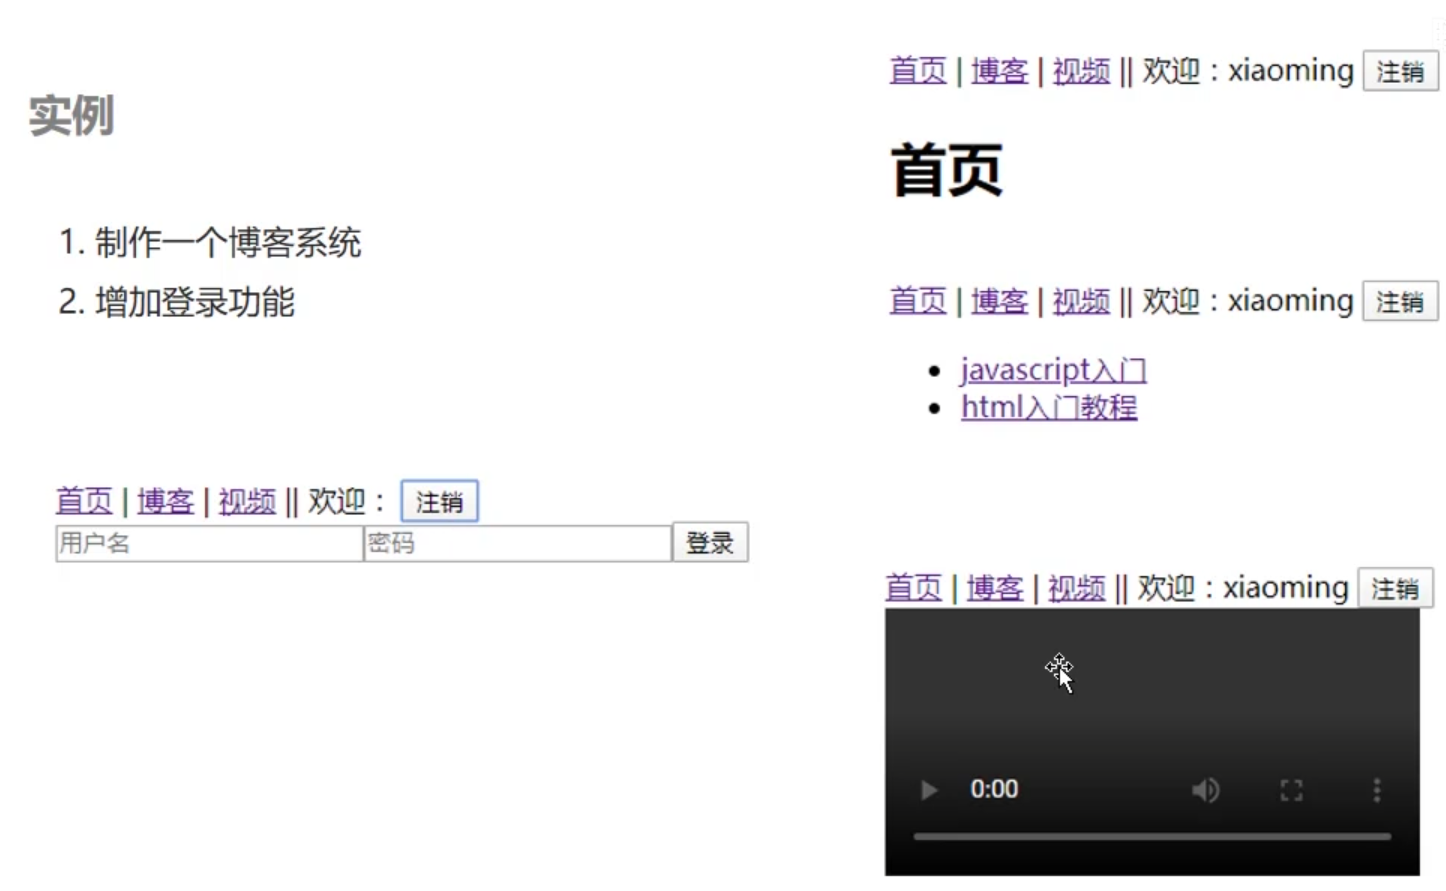 实例
1. 制作一个博客系统
2. 增加登录功能
首页 | 博客 | 视频 || 欢迎： 注销
用户名 密码 登录
首页 | 博客 | 视频 || 欢迎：xiaoming 注销
首页
首页 | 博客 | 视频 || 欢迎：xiaoming 注销
• javascript入门
• html入门教程
首页 | 博客 | 视频 || 欢迎：xiaoming 注销
0:00